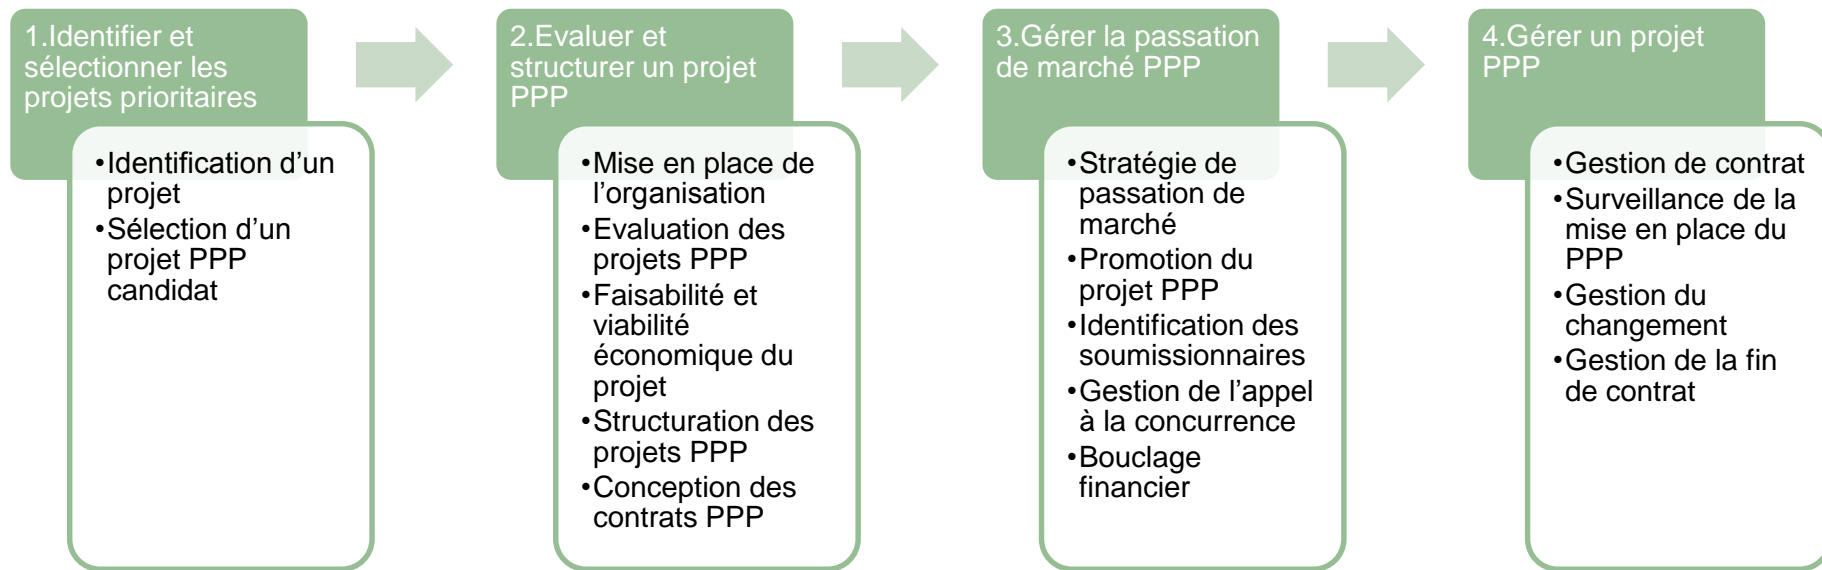 1.Identifier et
sélectionner les
projets prioritaires
•Identification d’un
projet
•Sélection d’un
projet PPP
candidat
2.Evaluer et
structurer un projet
PPP
•Mise en place de
l’organisation
•Evaluation des
projets PPP
•Faisabilité et
viabilité
économique du
projet
•Structuration des
projets PPP
•Conception des
contrats PPP
3.Gérer la passation
de marché PPP
•Stratégie de
passation de
marché
•Promotion du
projet PPP
•Identification des
soumissionnaires
•Gestion de l’appel
à la concurrence
•Bouclage
financier
4.Gérer un projet
PPP
•Gestion de contrat
•Surveillance de la
mise en place du
PPP
•Gestion du
changement
•Gestion de la fin
de contrat